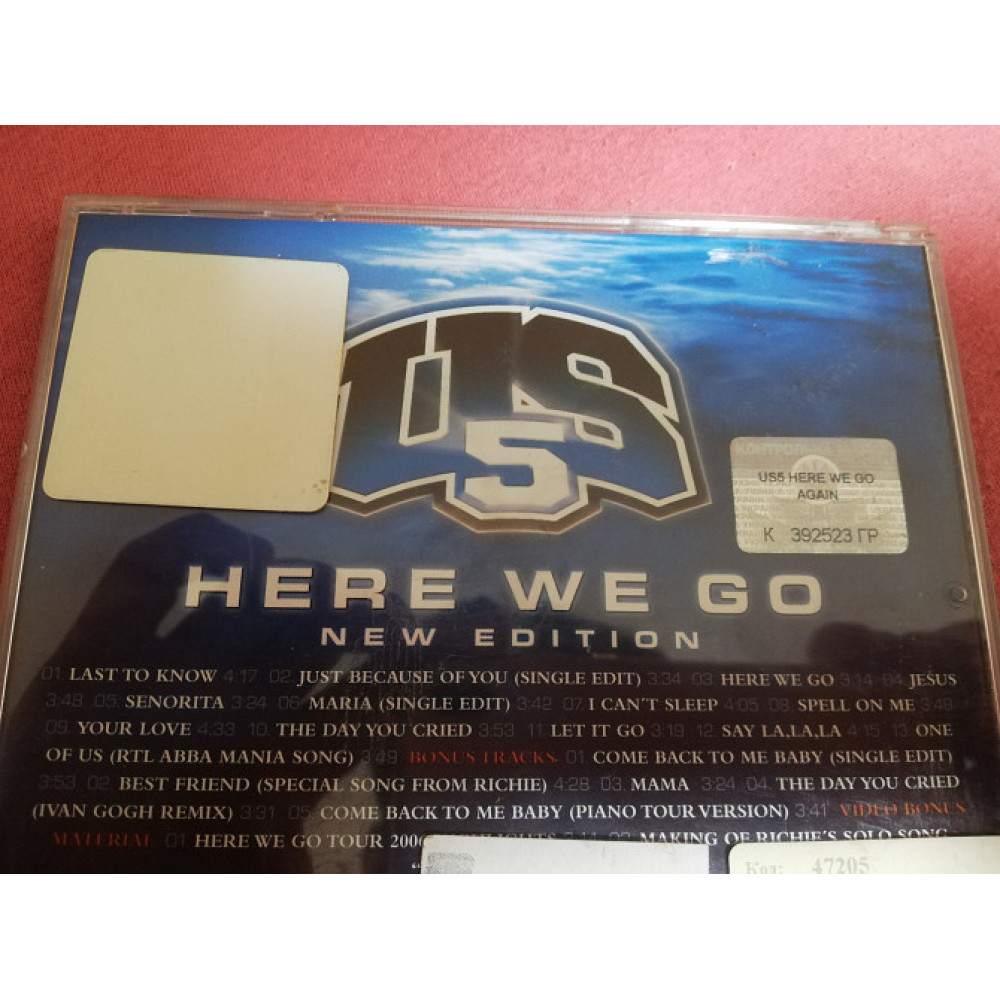 US5
КОНТРОЛ
US5 HERE WE GO
AGAIN
К 392523 ГР
HERE WE GO
NEW EDITION
01. LAST TO KNOW 4:17 02. JUST BECAUSE OF YOU (SINGLE EDIT) 3:34 03. HERE WE GO 3:14 04. JESUS
3:48 05. SENORITA 3:24 06. MARIA (SINGLE EDIT) 3:42 07. I CAN'T SLEEP 4:05 08. SPELL ON ME 3:48
09. YOUR LOVE 4:33 10. THE DAY YOU CRIED 3:53 11. LET IT GO 3:19 12. SAY LA,LA,LA 4:15 13. ONE
OF US (RTL ABBA MANIA SONG) 3:49 BONUS TRACKS: 01 COME BACK TO ME BABY (SINGLE EDIT)
3:53 02. BEST FRIEND (SPECIAL SONG FROM RICHIE) 4:28 03. MAMA 3:24 04. THE DAY YOU CRIED
(IVAN GOGH REMIX) 3:31 05. COME BACK TO ME BABY (PIANO TOUR VERSION) 3:41 VIDEO BONUS
MATERIAL 01 HERE WE GO TOUR MAKING OF RICHIE'S SOLO SONG
Код: 47205